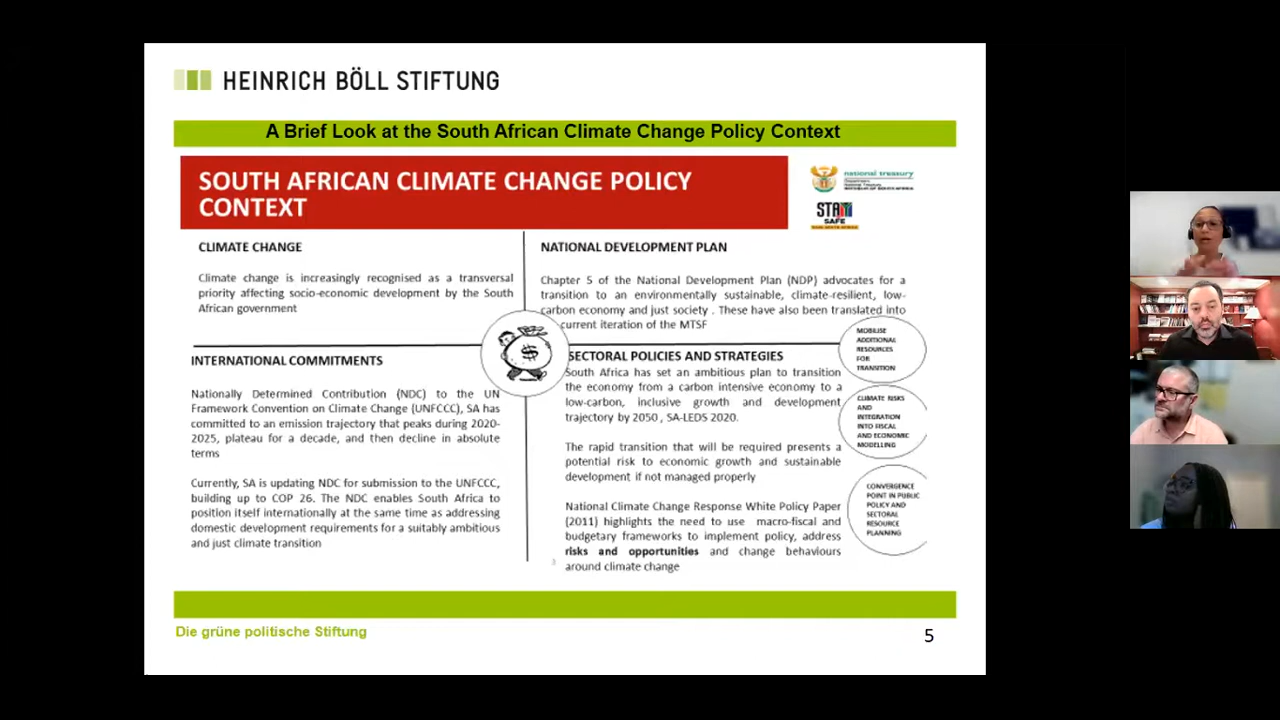 HEINRICH BÖLL STIFTUNG
A Brief Look at the South African Climate Change Policy Context
SOUTH AFRICAN CLIMATE CHANGE POLICY
CONTEXT
national treasury
Department:
National Treasury
REPUBLIC OF SOUTH AFRICA
STAY
SAFE
CLIMATE CHANGE
Climate change is increasingly recognised as a transversal
priority affecting socio-economic development by the South
African government
NATIONAL DEVELOPMENT PLAN
Chapter 5 of the National Development Plan (NDP) advocates for a
transition to an environmentally sustainable, climate-resilient, low-
carbon economy and just society . These have also been translated into
current iteration of the MTSF
INTERNATIONAL COMMITMENTS
Nationally Determined Contribution (NDC) to the UN
Framework Convention on Climate Change (UNFCCC), SA has
committed to an emission trajectory that peaks during 2020-
2025, plateau for a decade, and then decline in absolute
terms
Currently, SA is updating NDC for submission to the UNFCCC,
building up to COP 26. The NDC enables South Africa to
position itself internationally at the same time as addressing
domestic development requirements for a suitably ambitious
and just climate transition
$
SECTORAL POLICIES AND STRATEGIES
South Africa has set an ambitious plan to transition
the economy from a carbon intensive economy to a
low-carbon, inclusive growth and development
trajectory by 2050 , SA-LEDS 2020.
The rapid transition that will be required presents a
potential risk to economic growth and sustainable
development if not managed properly
National Climate Change Response White Policy Paper
(2011) highlights the need to use macro-fiscal and
budgetary frameworks to implement policy, address
risks and opportunities and change behaviours
around climate change
MOBILISE
ADDITIONAL
RESOURCES
FOR
TRANSITION
CLIMATE RISKS
AND
INTEGRATION
INTO FISCAL
AND ECONOMIC
MODELLING
CONVERGENCE
POINT IN PUBLIC
POLICY AND
SECTORAL
RESOURCE
PLANNING
3
Die grüne politische Stiftung
5